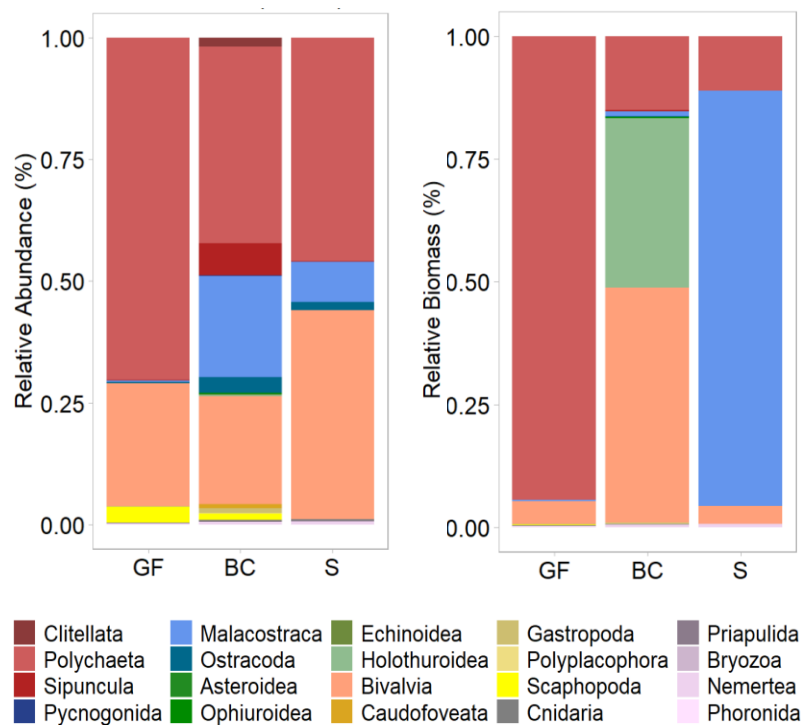 Relative Abundance (%)
1.00
0.75
0.50
0.25
0.00
GF BC S
Relative Biomass (%)
1.00
0.75
0.50
0.25
0.00
GF BC S
Clitellata Malacostraca Echinoidea Gastropoda Priapulida
Polychaeta Ostracoda Holothuroidea Polyplacophora Bryozoa
Sipuncula Asteroidea Bivalvia Scaphopoda Nemertea
Pycnogonida Ophiuroidea Caudofoveata Cnidaria Phoronida